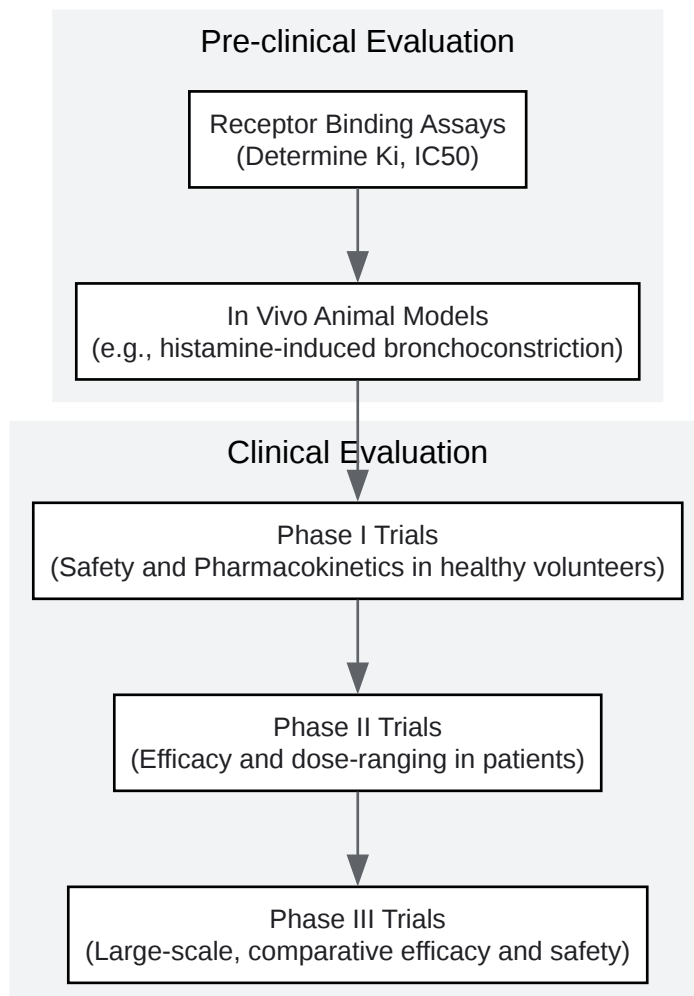 Pre-clinical Evaluation
Receptor Binding Assays
(Determine Ki, IC50)
In Vivo Animal Models
(e.g., histamine-induced bronchoconstriction)
Clinical Evaluation
Phase I Trials
(Safety and Pharmacokinetics in healthy volunteers)
Phase II Trials
(Efficacy and dose-ranging in patients)
Phase III Trials
(Large-scale, comparative efficacy and safety)